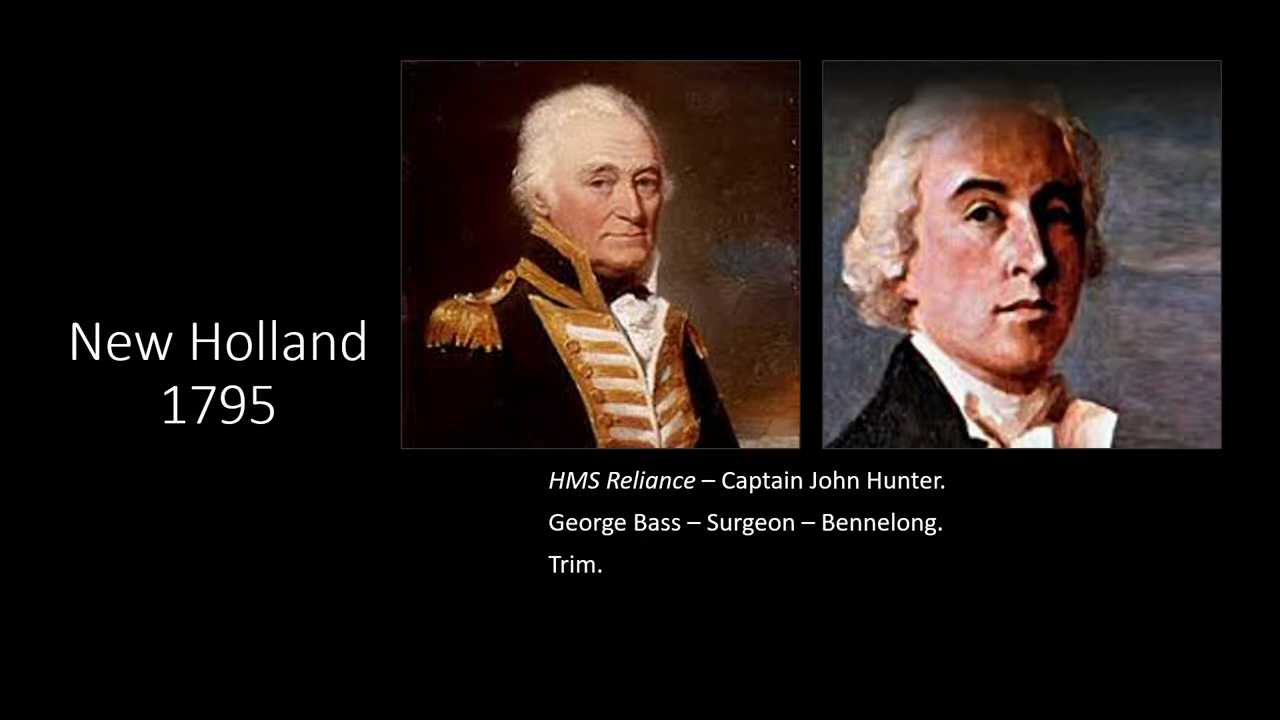 New Holland
1795
HMS Reliance – Captain John Hunter.
George Bass – Surgeon – Bennelong.
Trim.